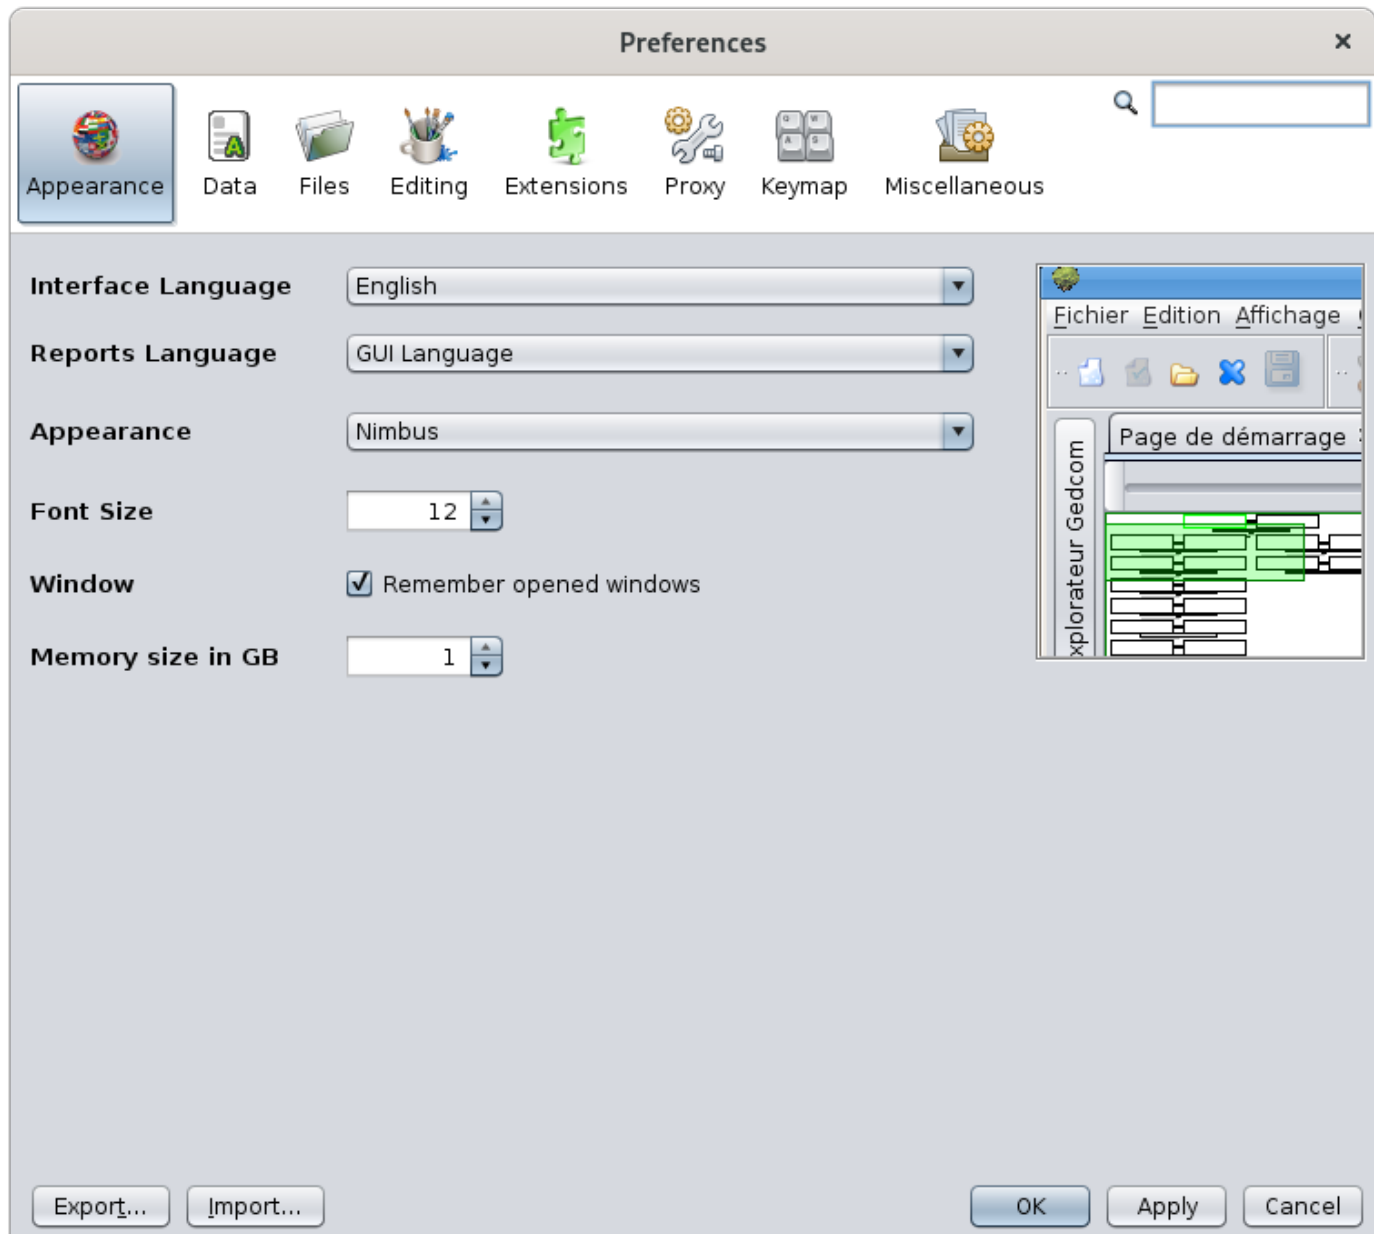 Preferences
Appearance
Data
Files
Editing
Extensions
Proxy
Keymap
Miscellaneous
Interface Language
English
Reports Language
GUI Language
Appearance
Nimbus
Font Size
12
Window
Remember opened windows
Memory size in GB
1
Fichier Edition Affichage
Page de démarrage
xplorateur Gedcom
Export...
Import...
OK
Apply
Cancel